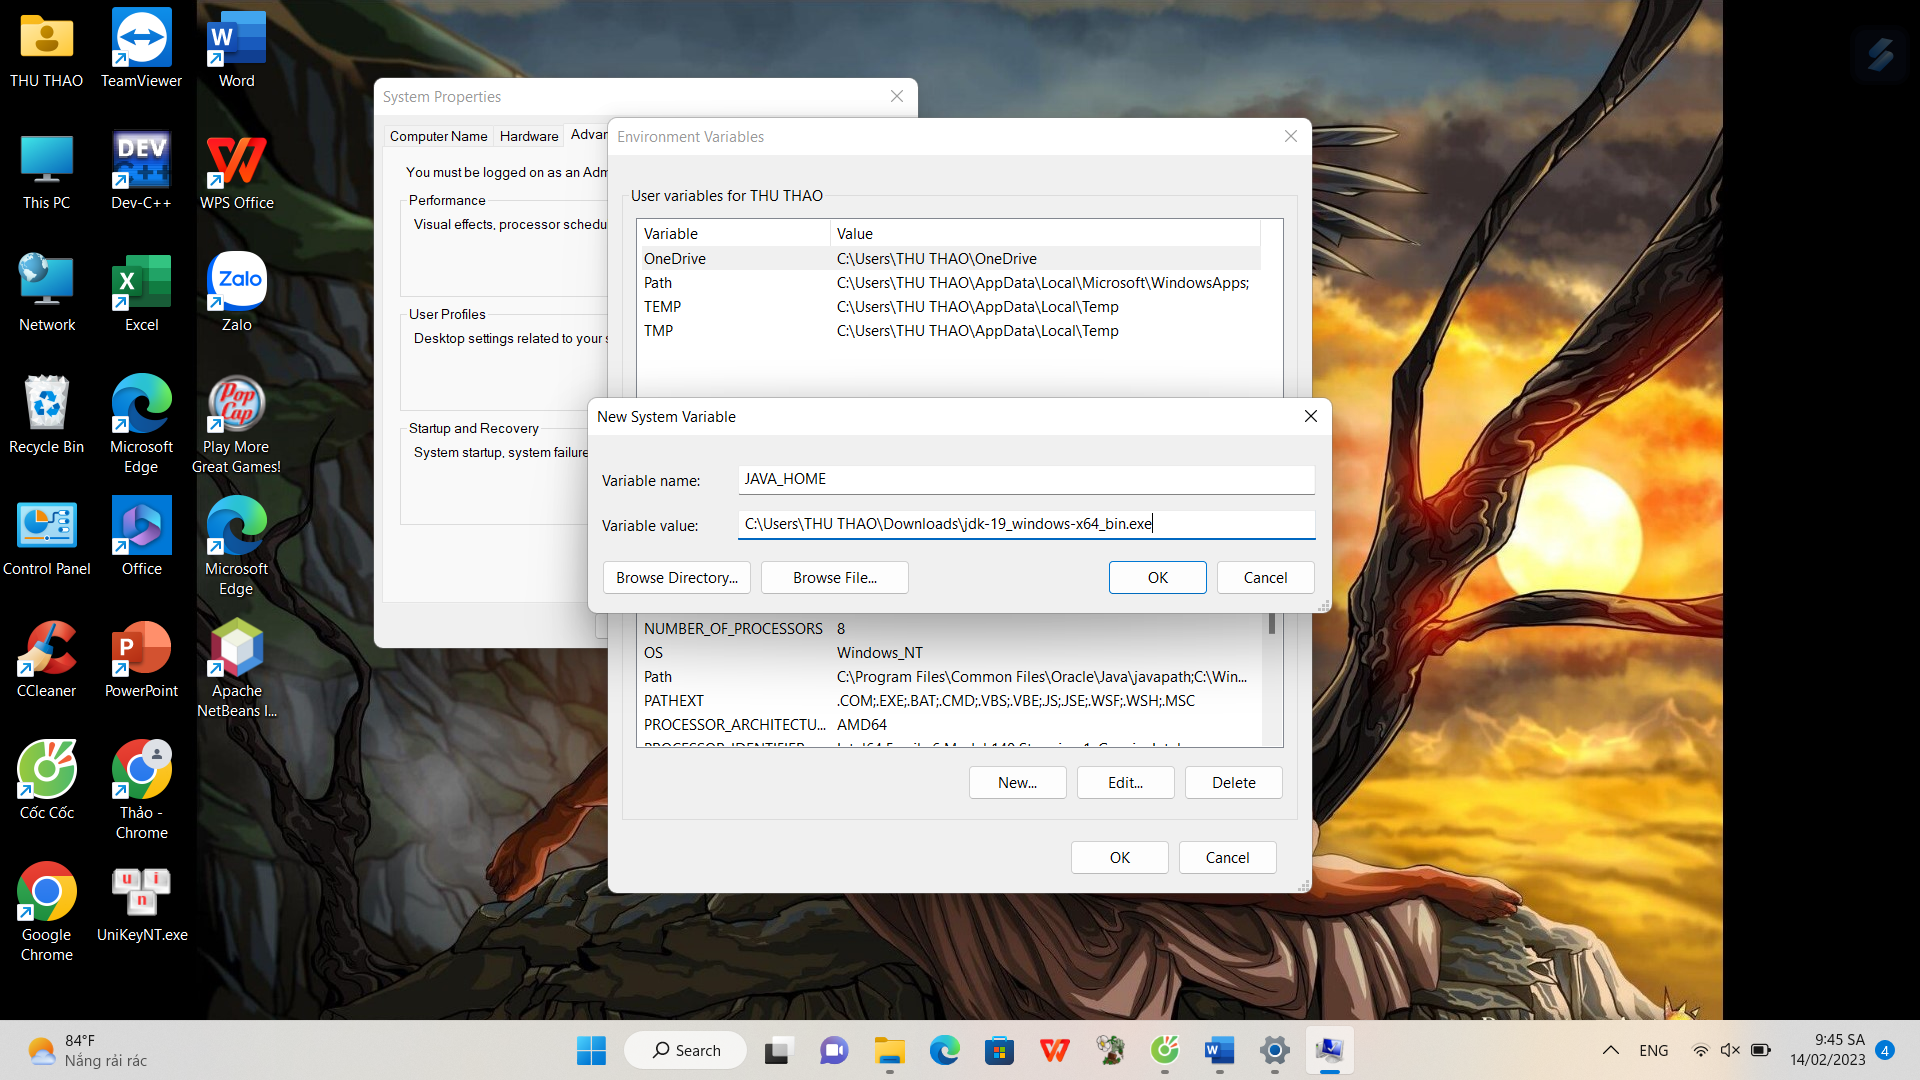 THU THAO
TeamViewer
Word
This PC
Dev-C++
WPS Office
Network
Excel
Zalo
Recycle Bin
Microsoft Edge
Play More Great Games!
Control Panel
Office
Microsoft Edge
CCleaner
PowerPoint
Apache NetBeans I...
Cốc Cốc
Thảo - Chrome
Google Chrome
UniKeyNT.exe
System Properties
Computer Name
Hardware
Advan
You must be logged on as an Adm
Performance
Visual effects, processor schedu
User Profiles
Desktop settings related to your s
Startup and Recovery
System startup, system failure
Environment Variables
User variables for THU THAO
Variable Value
OneDrive C:\Users\THU THAO\OneDrive
Path C:\Users\THU THAO\AppData\Local\Microsoft\WindowsApps;
TEMP C:\Users\THU THAO\AppData\Local\Temp
TMP C:\Users\THU THAO\AppData\Local\Temp
New System Variable
Variable name: JAVA_HOME
Variable value: C:\Users\THU THAO\Downloads\jdk-19_windows-x64_bin.exe
Browse Directory... Browse File... OK Cancel
NUMBER_OF_PROCESSORS 8
OS Windows_NT
Path C:\Program Files\Common Files\Oracle\Java\javapath;C:\Win...
PATHEXT .COM;.EXE;.BAT;.CMD;.VBS;.VBE;.JS;.JSE;.WSF;.WSH;.MSC
PROCESSOR_ARCHITECTU... AMD64
New... Edit... Delete
OK Cancel
84°F
Nắng rải rác
Search
ENG
9:45 SA
14/02/2023
4